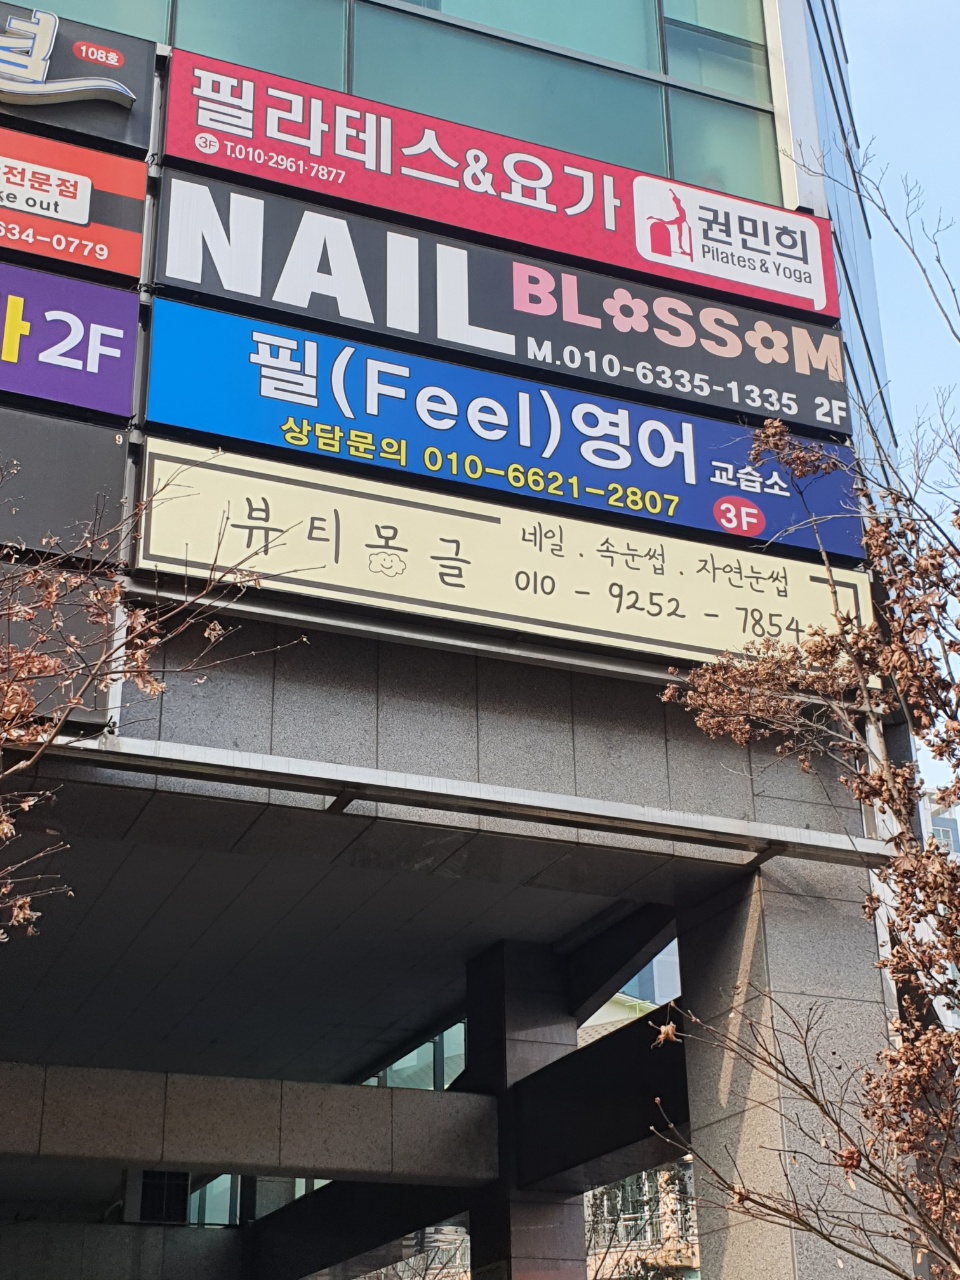 108호
전문점
ke out
634-0779
2F
9
필라테스&요가
3F T.010·2961·7877
권민희
Pilates & Yoga
NAIL BLOSSOM
M.010-6335-1335 2F
필(Feel)영어 교습소
상담문의 010-6621-2807 3F
뷰티몽글
네일 . 속눈썹 . 자연눈썹
010 - 9252 - 7854